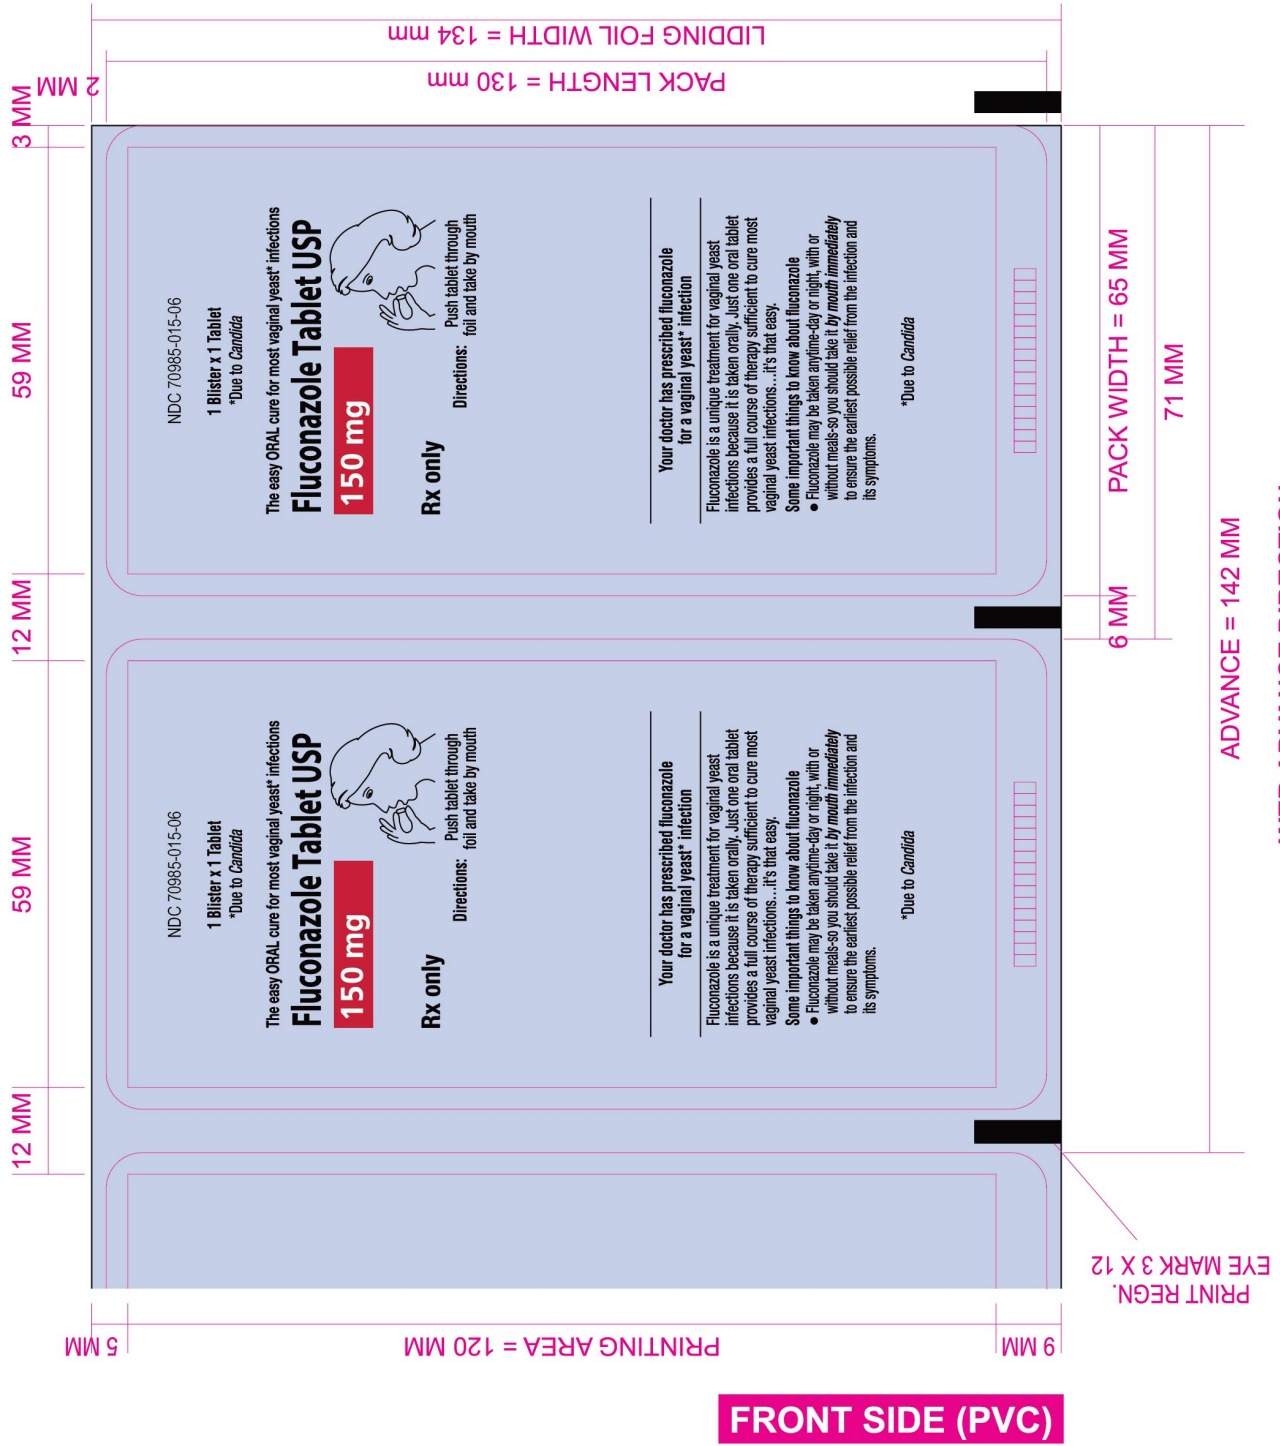 LIDDING FOIL WIDTH = 134 mm
PACK LENGTH = 130 mm
2 MM
3 MM
59 MM
12 MM
59 MM
12 MM
NDC 70985-015-06
1 Blister x 1 Tablet
*Due to Candida
The easy ORAL cure for most vaginal yeast* infections
Fluconazole Tablet USP
150 mg
Rx only
Directions:
Push tablet through
foil and take by mouth
Your doctor has prescribed fluconazole
for a vaginal yeast* infection
Fluconazole is a unique treatment for vaginal yeast
infections because it is taken orally. Just one oral tablet
provides a full course of therapy sufficient to cure most
vaginal yeast infections...it's that easy.
Some important things to know about fluconazole
● Fluconazole may be taken anytime-day or night, with or
without meals-so you should take it by mouth immediately
to ensure the earliest possible relief from the infection and
its symptoms.
*Due to Candida
NDC 70985-015-06
1 Blister x 1 Tablet
*Due to Candida
The easy ORAL cure for most vaginal yeast* infections
Fluconazole Tablet USP
150 mg
Rx only
Directions:
Push tablet through
foil and take by mouth
Your doctor has prescribed fluconazole
for a vaginal yeast* infection
Fluconazole is a unique treatment for vaginal yeast
infections because it is taken orally. Just one oral tablet
provides a full course of therapy sufficient to cure most
vaginal yeast infections...it's that easy.
Some important things to know about fluconazole
● Fluconazole may be taken anytime-day or night, with or
without meals-so you should take it by mouth immediately
to ensure the earliest possible relief from the infection and
its symptoms.
*Due to Candida
PACK WIDTH = 65 MM
6 MM
71 MM
ADVANCE = 142 MM
PRINT REGN.
EYE MARK 3 X 12
5 MM
PRINTING AREA = 120 MM
9 MM
FRONT SIDE (PVC)